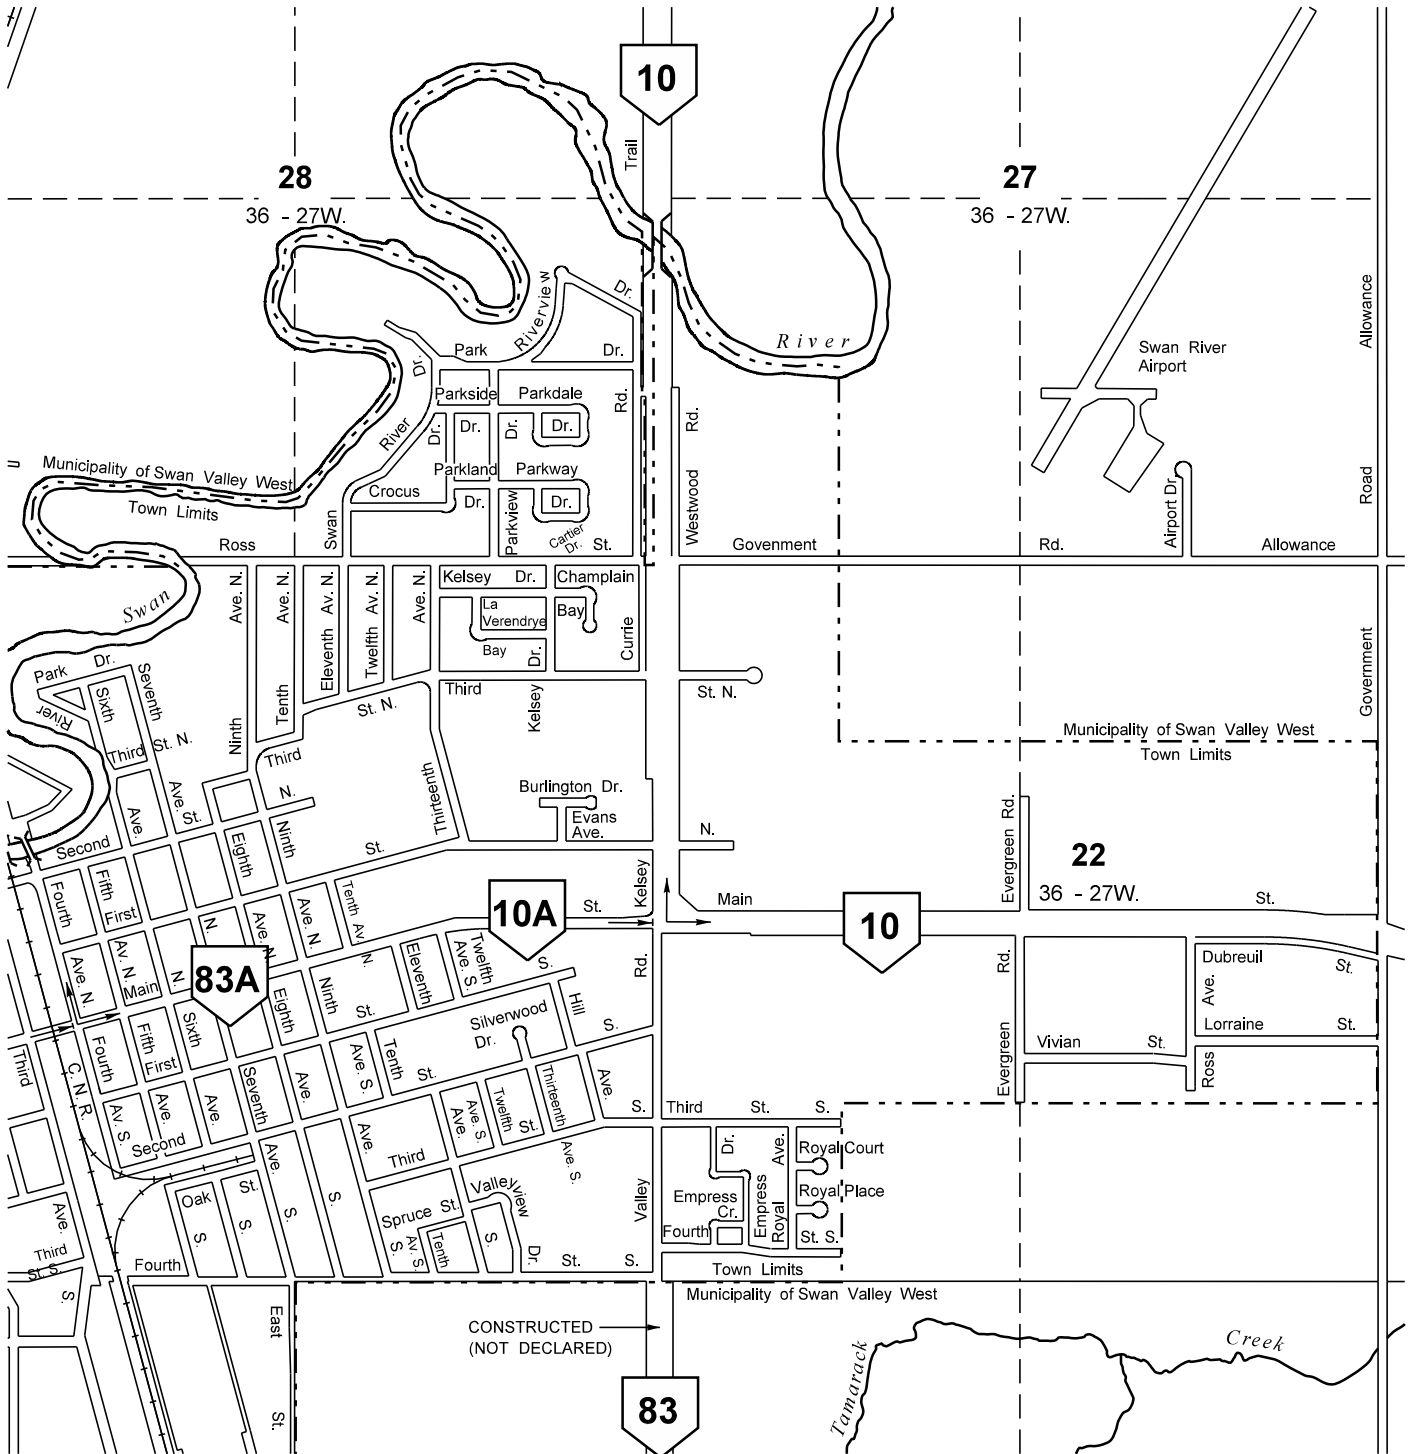 10
Trail
28
36 - 27W.
27
36 - 27W.
Allowance
Riverview
Dr.
River
Swan River
Airport
Park
Dr.
Dr.
Parkside
Parkdale
Rd.
Rd.
River
Dr.
Dr.
Dr.
Dr.
Municipality of Swan Valley West
Town Limits
Parkland
Parkway
Crocus
Dr.
Dr.
Swan
Parkview
Cartier
Dr.
Westwood
Airport Dr.
Road
Ross
St.
Govenment
Rd.
Allowance
Swan
Ave. N.
Ave. N.
Eleventh Av. N.
Twelfth Av. N.
Ave. N.
Kelsey Dr.
Champlain
La
Verendrye
Bay
Bay
Dr.
Currie
Government
Park
Dr.
Seventh
Sixth
River
Third
St. N.
St. N.
Kelsey
Tenth
Ninth
Third St. N.
Municipality of Swan Valley West
Town Limits
Third
N.
Ave.
St.
Ave.
Thirteenth
Burlington Dr.
Evans
Ave.
Evergreen Rd.
Second
Eighth
Ninth
St.
N.
22
36 - 27W.
Fourth
Fifth
First
Tenth Av. N.
Kelsey
10A
St.
Main
10
St.
N.
Ave. N.
Ave. N.
Ave. N.
Av. N.
Main
N.
83A
Eighth
Ninth
St.
Eleventh
Twelfth
Ave. S.
S.
Rd.
Rd.
Dubreuil
St.
Ave.
Hill
Silverwood
Dr.
S.
Lorraine
St.
Vivian
St.
Third
Fourth
Fifth
First
Sixth
C. N. R.
Seventh
Ave.
Ave. S.
Tenth
St.
Thirteenth
Ave.
Evergreen
Ross
Av. S.
Ave.
Ave.
Second
Ave.
Ave.
Ave. S.
Twelfth
St.
S.
Third
St.
S.
Third
Ave. S.
Dr.
Ave.
Royal Court
Royal Place
Empress
Cr.
Empress
Royal
Oak
St.
S.
S.
S.
S.
Spruce St.
Valleyview
Valley
Ave.
Third
St. S.
Fourth
S.
Av. S.
Tenth
S.
Dr.
St.
S.
Fourth
St. S.
Town Limits
Municipality of Swan Valley West
S.
East
St.
CONSTRUCTED
(NOT DECLARED)
83
Tamarack
Creek